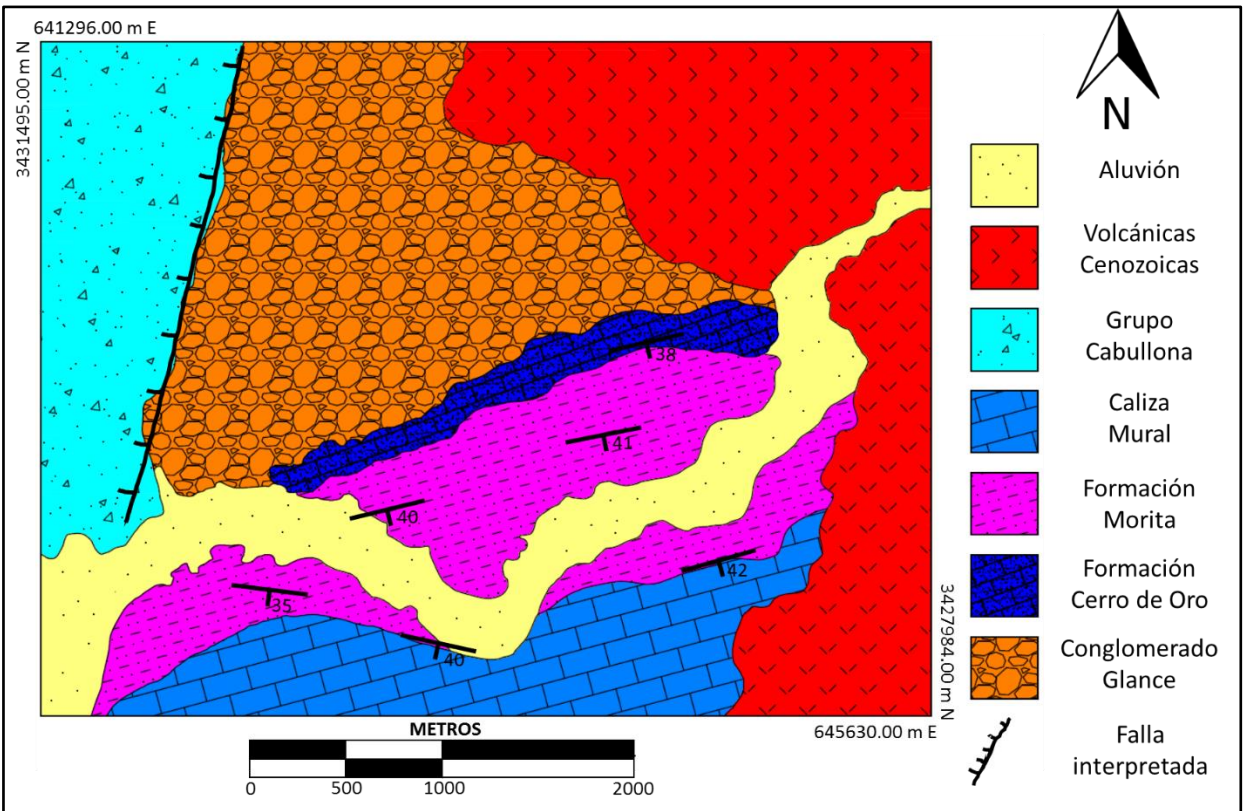 641296.00 m E
3431495.00 m N
N
Aluvión
Volcánicas
Cenozoicas
Grupo
Cabullona
Caliza
Mural
Formación
Morita
Formación
Cerro de Oro
Conglomerado
Glance
Falla
interpretada
38
41
40
35
42
40
3427984.00 m N
645630.00 m E
METROS
0 500 1000 2000